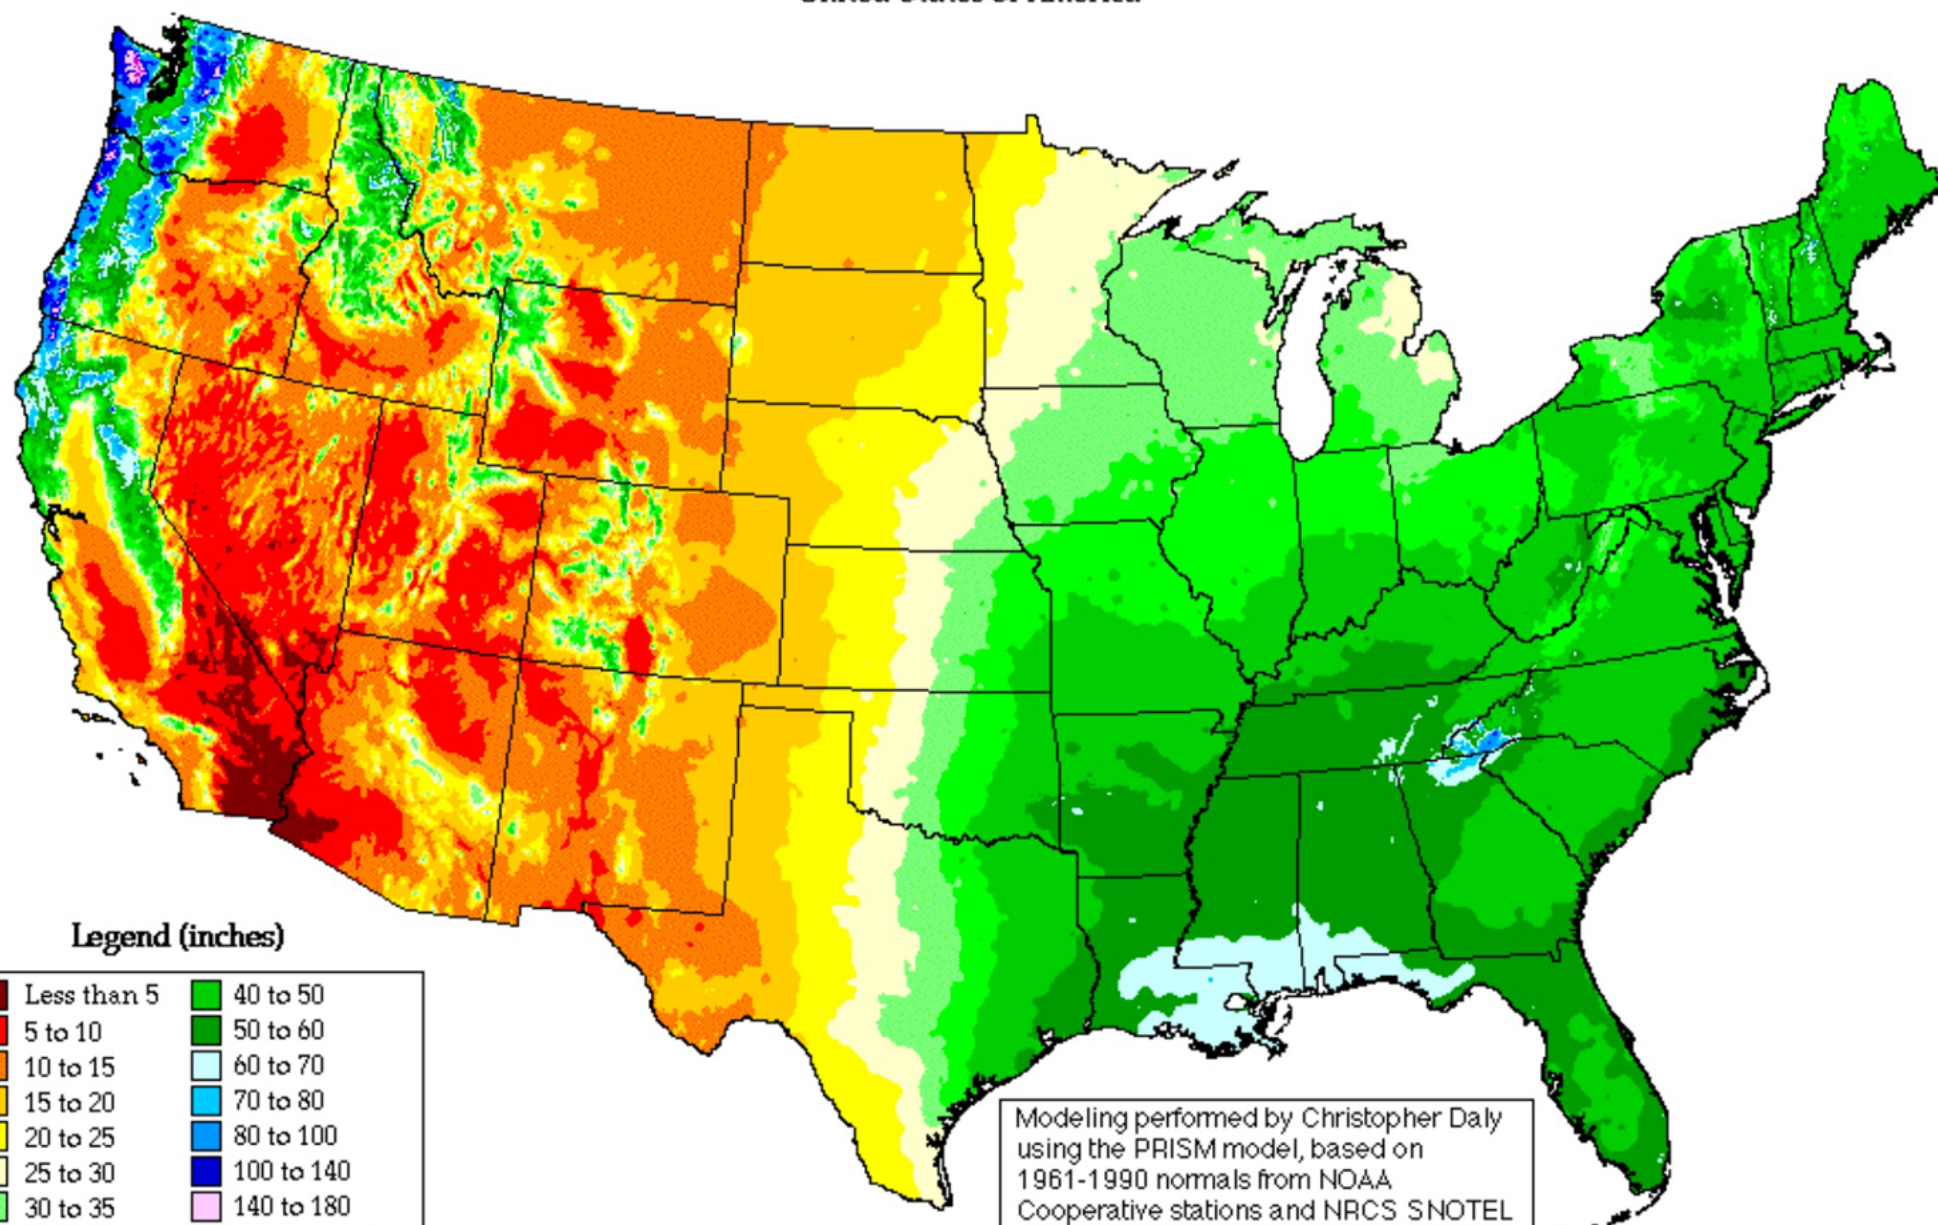 Legend (inches)
Less than 5
5 to 10
10 to 15
15 to 20
20 to 25
25 to 30
30 to 35
40 to 50
50 to 60
60 to 70
70 to 80
80 to 100
100 to 140
140 to 180
Modeling performed by Christopher Daly
using the PRISM model, based on
1961-1990 normals from NOAA
Cooperative stations and NRCS SNOTEL